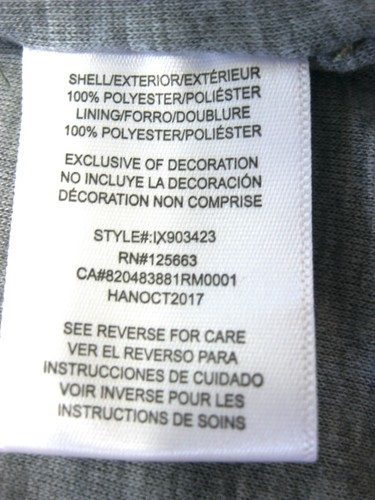 SHELL/EXTERIOR/EXTÉRIEUR
100% POLYESTER/POLIÉSTER
LINING/FORRO/DOUBLURE
100% POLYESTER/POLIÉSTER
EXCLUSIVE OF DECORATION
NO INCLUYE LA DECORACIÓN
DÉCORATION NON COMPRISE
STYLE#:IX903423
RN#125663
CA#820483881RM0001
HANOCT2017
SEE REVERSE FOR CARE
VER EL REVERSO PARA
INSTRUCCIONES DE CUIDADO
VOIR INVERSE POUR LES
INSTRUCTIONS DE SOINS